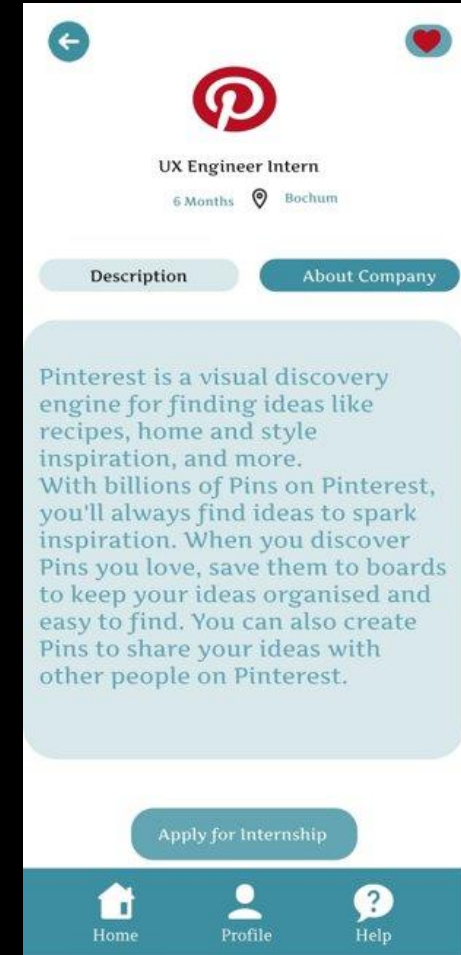 UX Engineer Intern
6 Months Bochum
Description About Company
Pinterest is a visual discovery
engine for finding ideas like
recipes, home and style
inspiration, and more.
With billions of Pins on Pinterest,
you'll always find ideas to spark
inspiration. When you discover
Pins you love, save them to boards
to keep your ideas organised and
easy to find. You can also create
Pins to share your ideas with
other people on Pinterest.
Apply for Internship
Home Profile Help